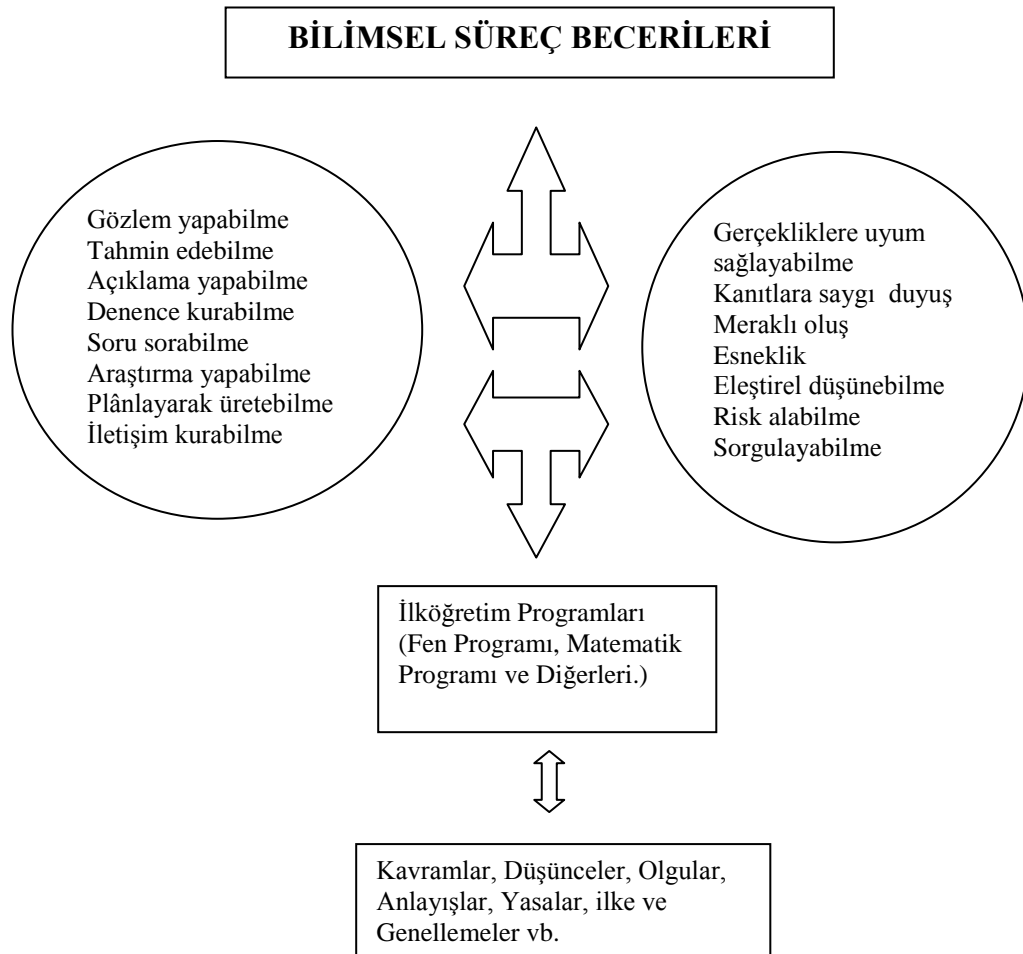 BİLİMSEL SÜREÇ BECERİLERİ
Gözlem yapabilme
Tahmin edebilme
Açıklama yapabilme
Denence kurabilme
Soru sorabilme
Araştırma yapabilme
Plânlayarak üretebilme
İletişim kurabilme
Gerçekliklere uyum
sağlayabilme
Kanıtlara saygı duyuş
Meraklı oluş
Esneklik
Eleştirel düşünebilme
Risk alabilme
Sorgulayabilme
İlköğretim Programları
(Fen Programı, Matematik
Programı ve Diğerleri.)
Kavramlar, Düşünceler, Olgular,
Anlayışlar, Yasalar, ilke ve
Genellemeler vb.